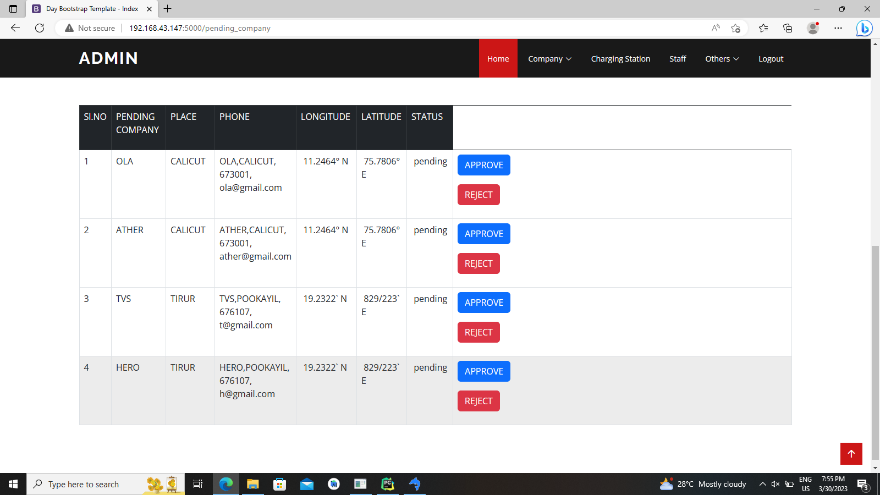 Day Bootstrap Template - Index
Not secure
192.168.43.147:5000/pending_company
ADMIN
Home
Company
Charging Station
Staff
Others
Logout
SI.NO PENDING COMPANY PLACE PHONE LONGITUDE LATITUDE STATUS
1 OLA CALICUT OLA,CALICUT, 11.2464° N 75.7806° pending APPROVE
673001, E
ola@gmail.com REJECT
2 ATHER CALICUT ATHER,CALICUT, 11.2464° N 75.7806° pending APPROVE
673001, E
ather@gmail.com REJECT
3 TVS TIRUR TVS,POOKAYIL, 19.2322` N 829/223` pending APPROVE
676107, E
t@gmail.com REJECT
4 HERO TIRUR HERO,POOKAYIL, 19.2322` N 829/223` pending APPROVE
676107, E
h@gmail.com REJECT
Type here to search
28°C Mostly cloudy
ENG
US
7:55 PM
3/30/2023
3